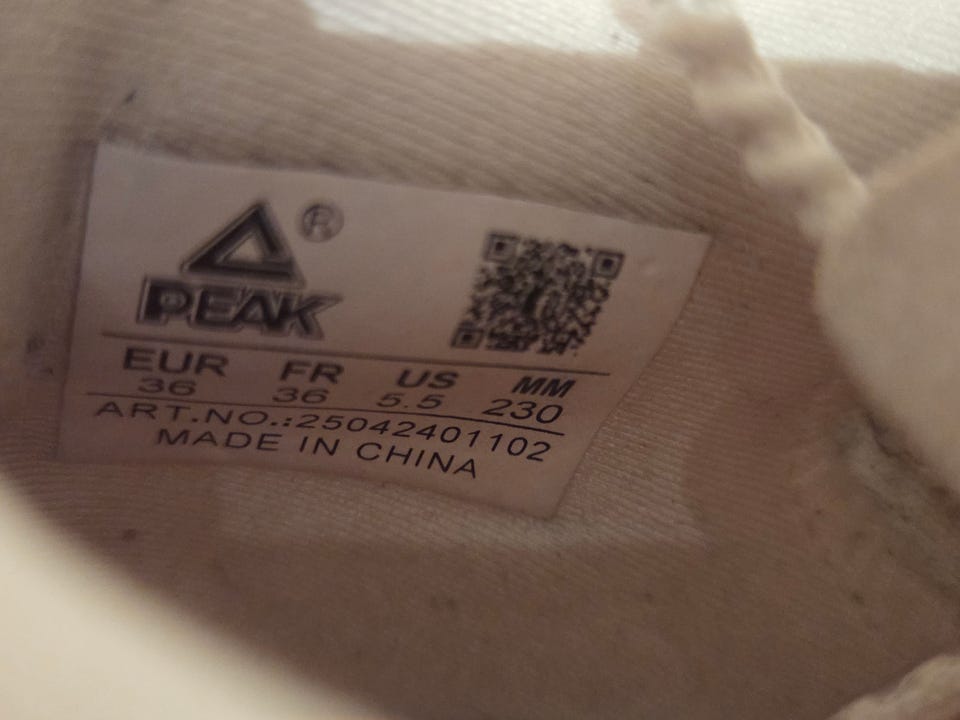 ®
PEAK
EUR FR US MM
36 36 5.5 230
ART.NO.:25042401102
MADE IN CHINA